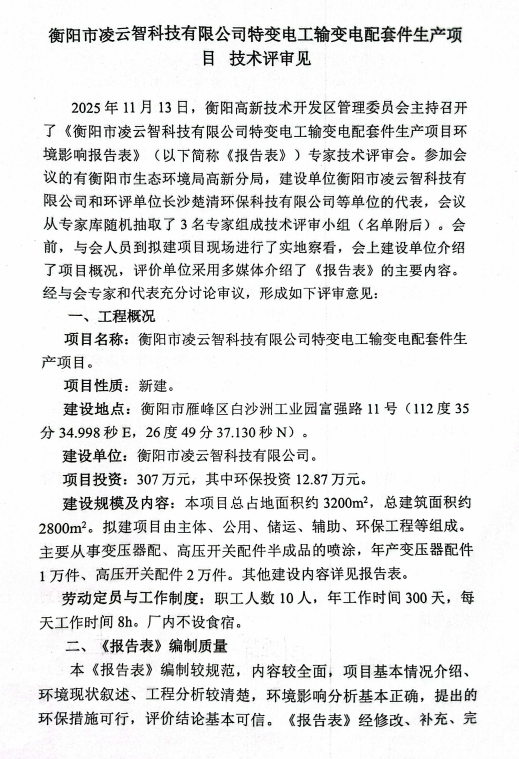 衡阳市凌云智科技有限公司特变电工输变电配套件生产项
目 技术评审见
2025 年 11 月 13 日，衡阳高新技术开发区管理委员会主持召开
了《衡阳市凌云智科技有限公司特变电工输变电配套件生产项目环
境影响报告表》（以下简称《报告表》）专家技术评审会。参加会
议的有衡阳市生态环境局高新分局，建设单位衡阳市凌云智科技有
限公司和环评单位长沙楚清环保科技有限公司等单位的代表，会议
从专家库随机抽取了 3 名专家组成技术评审小组（名单附后）。会
前，与会人员到拟建项目现场进行了实地察看，会上建设单位介绍
了项目概况，评价单位采用多媒体介绍了《报告表》的主要内容。
经与会专家和代表充分讨论审议，形成如下评审意见：
一、工程概况
项目名称：衡阳市凌云智科技有限公司特变电工输变电配套件生
产项目。
项目性质：新建。
建设地点：衡阳市雁峰区白沙洲工业园富强路 11 号（112 度 35
分 34.998 秒 E，26 度 49 分 37.130 秒 N）。
建设单位：衡阳市凌云智科技有限公司。
项目投资：307 万元，其中环保投资 12.87 万元。
建设规模及内容：本项目总占地面积约 3200m²，总建筑面积约
2800m²。拟建项目由主体、公用、储运、辅助、环保工程等组成。
主要从事变压器配、高压开关配件半成品的喷涂，年产变压器配件
1 万件、高压开关配件 2 万件。其他建设内容详见报告表。
劳动定员与工作制度：职工人数 10 人，年工作时间 300 天，每
天工作时间 8h。厂内不设食宿。
二、《报告表》编制质量
本《报告表》编制较规范，内容较全面，项目基本情况介绍、
环境现状叙述、工程分析较清楚，环境影响分析基本正确，提出的
环保措施可行，评价结论基本可信。《报告表》经修改、补充、完